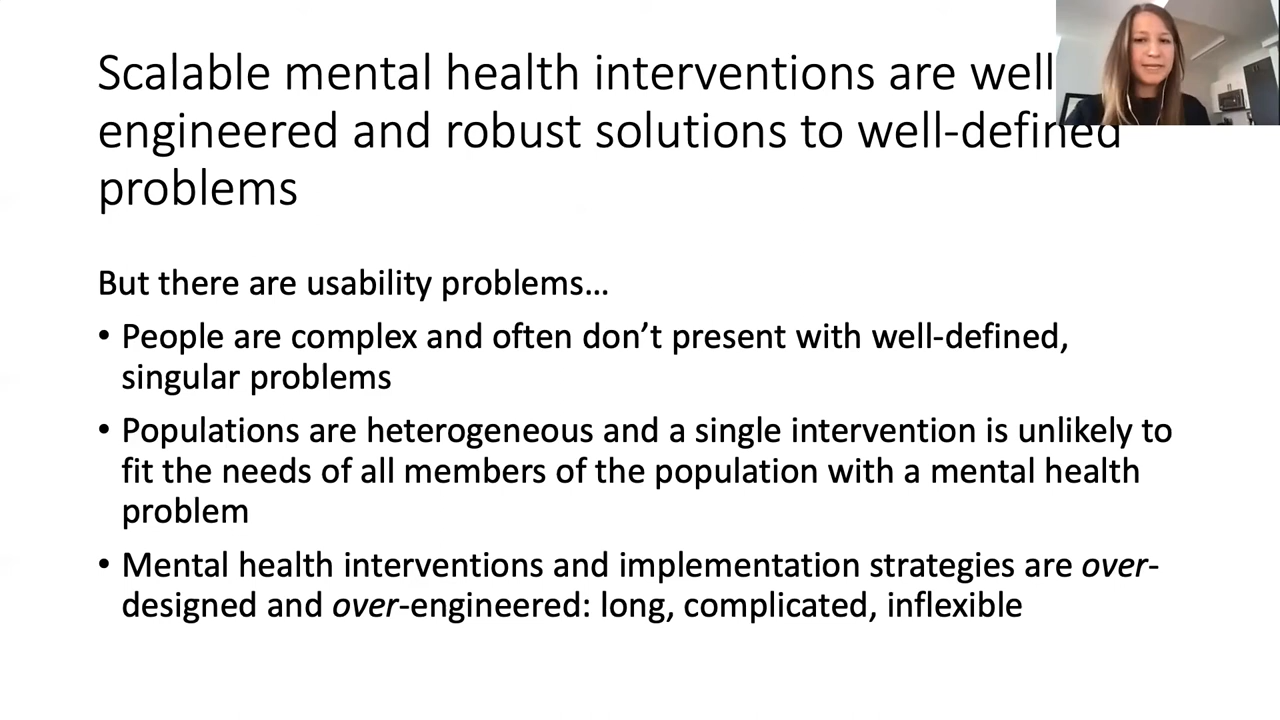 Scalable mental health interventions are well
engineered and robust solutions to well-defined
problems
But there are usability problems...
• People are complex and often don't present with well-defined,
singular problems
• Populations are heterogeneous and a single intervention is unlikely to
fit the needs of all members of the population with a mental health
problem
• Mental health interventions and implementation strategies are over-
designed and over-engineered: long, complicated, inflexible